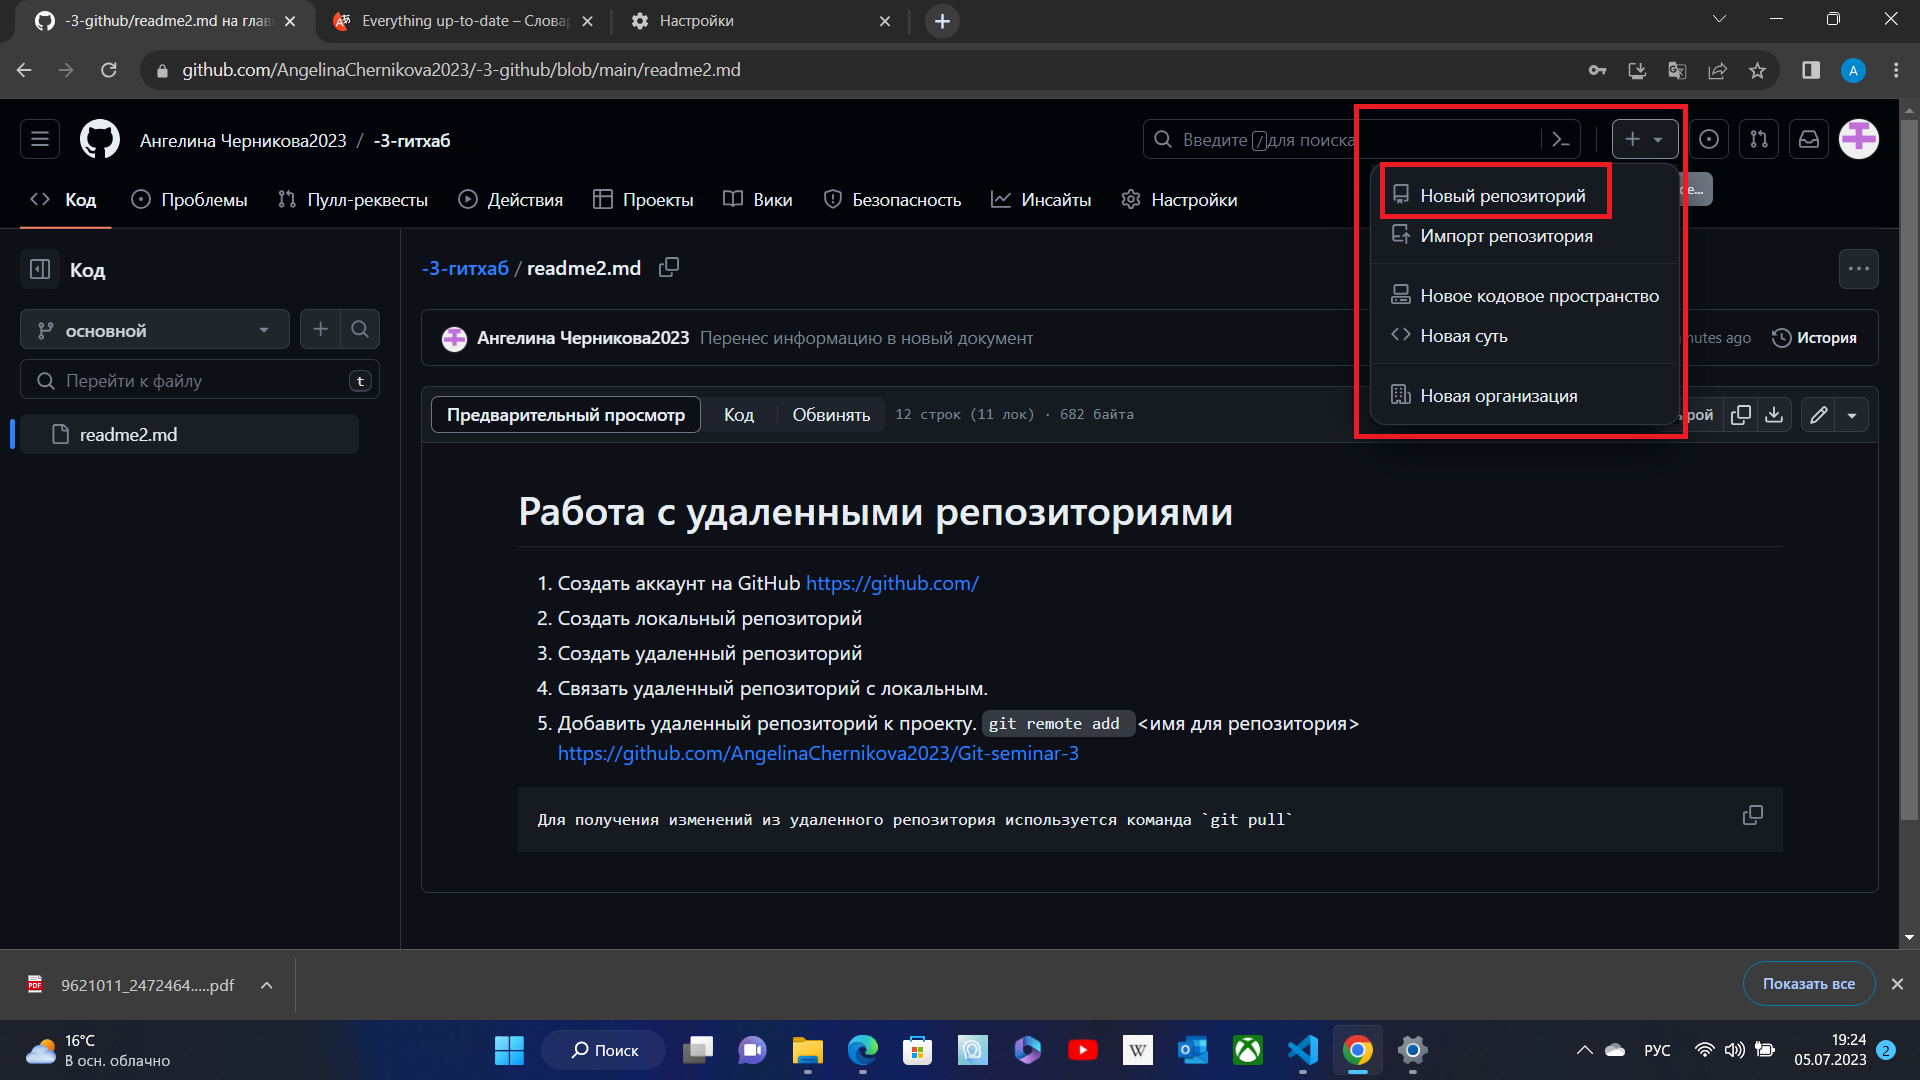 -3-github/readme2.md на глав
Everything up-to-date – Словар
Настройки
github.com/AngelinaChernikova2023/-3-github/blob/main/readme2.md
Ангелина Черникова2023 / -3-гитхаб
Введите / для поиска
Код
Проблемы
Пулл-реквесты
Действия
Проекты
Вики
Безопасность
Инсайты
Настройки
Новый репозиторий
Импорт репозитория
Новое кодовое пространство
Новая суть
Новая организация
Код
основной
Перейти к файлу
t
readme2.md
-3-гитхаб / readme2.md
Ангелина Черникова2023 Перенес информацию в новый документ
nutes ago
История
Предварительный просмотр
Код
Обвинять
12 строк (11 лок) · 682 байта
рой
Работа с удаленными репозиториями
1. Создать аккаунт на GitHub https://github.com/
2. Создать локальный репозиторий
3. Создать удаленный репозиторий
4. Связать удаленный репозиторий с локальным.
5. Добавить удаленный репозиторий к проекту. git remote add <имя для репозитория>
https://github.com/AngelinaChernikova2023/Git-seminar-3
Для получения изменений из удаленного репозитория используется команда `git pull`
9621011_2472464.....pdf
Показать все
16°C
В осн. облачно
Поиск
РУС
19:24
05.07.2023
2